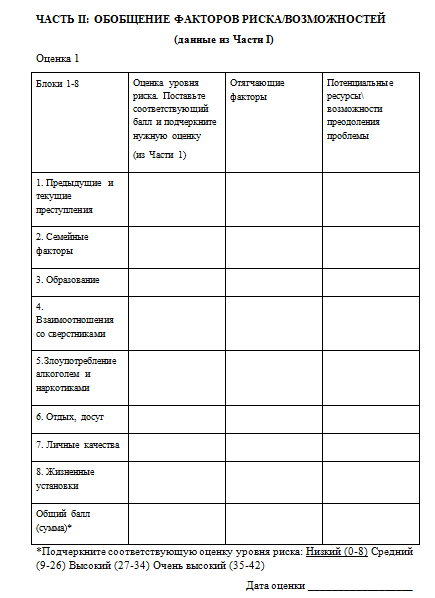 ЧАСТЬ II: ОБОБЩЕНИЕ ФАКТОРОВ РИСКА/ВОЗМОЖНОСТЕЙ
(данные из Части I)
Оценка 1
Блоки 1-8
Оценка уровня
риска. Поставьте
соответствующий
балл и подчеркните
нужную оценку
(из Части 1)
Отягчающие
факторы
Потенциальные
ресурсы\
возможности
преодоления
проблемы
1. Предыдущие и
текущие
преступления
2. Семейные
факторы
3. Образование
4.
Взаимоотношения
со сверстниками
5.Злоупотребление
алкоголем и
наркотиками
6. Отдых, досуг
7. Личные качества
8. Жизненные
установки
Общий балл
(сумма)*
*Подчеркните соответствующую оценку уровня риска: Низкий (0-8) Средний
(9-26) Высокий (27-34) Очень высокий (35-42)
Дата оценки ___________________